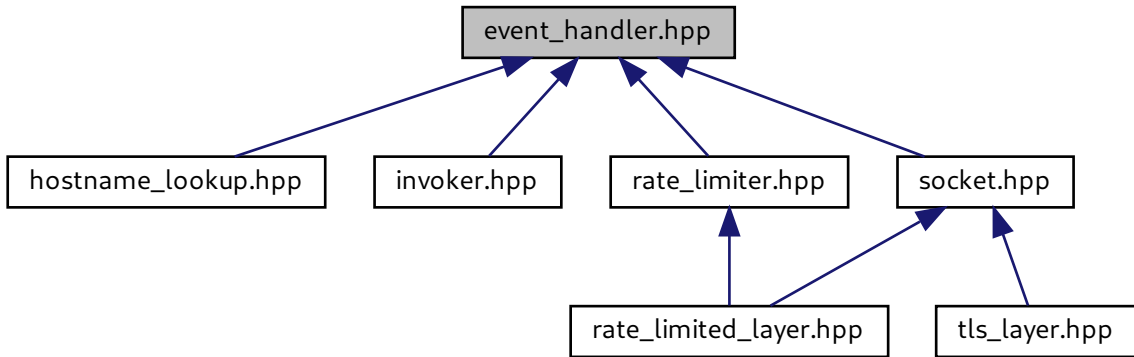 event_handler.hpp
hostname_lookup.hpp
invoker.hpp
rate_limiter.hpp
socket.hpp
rate_limited_layer.hpp
tls_layer.hpp